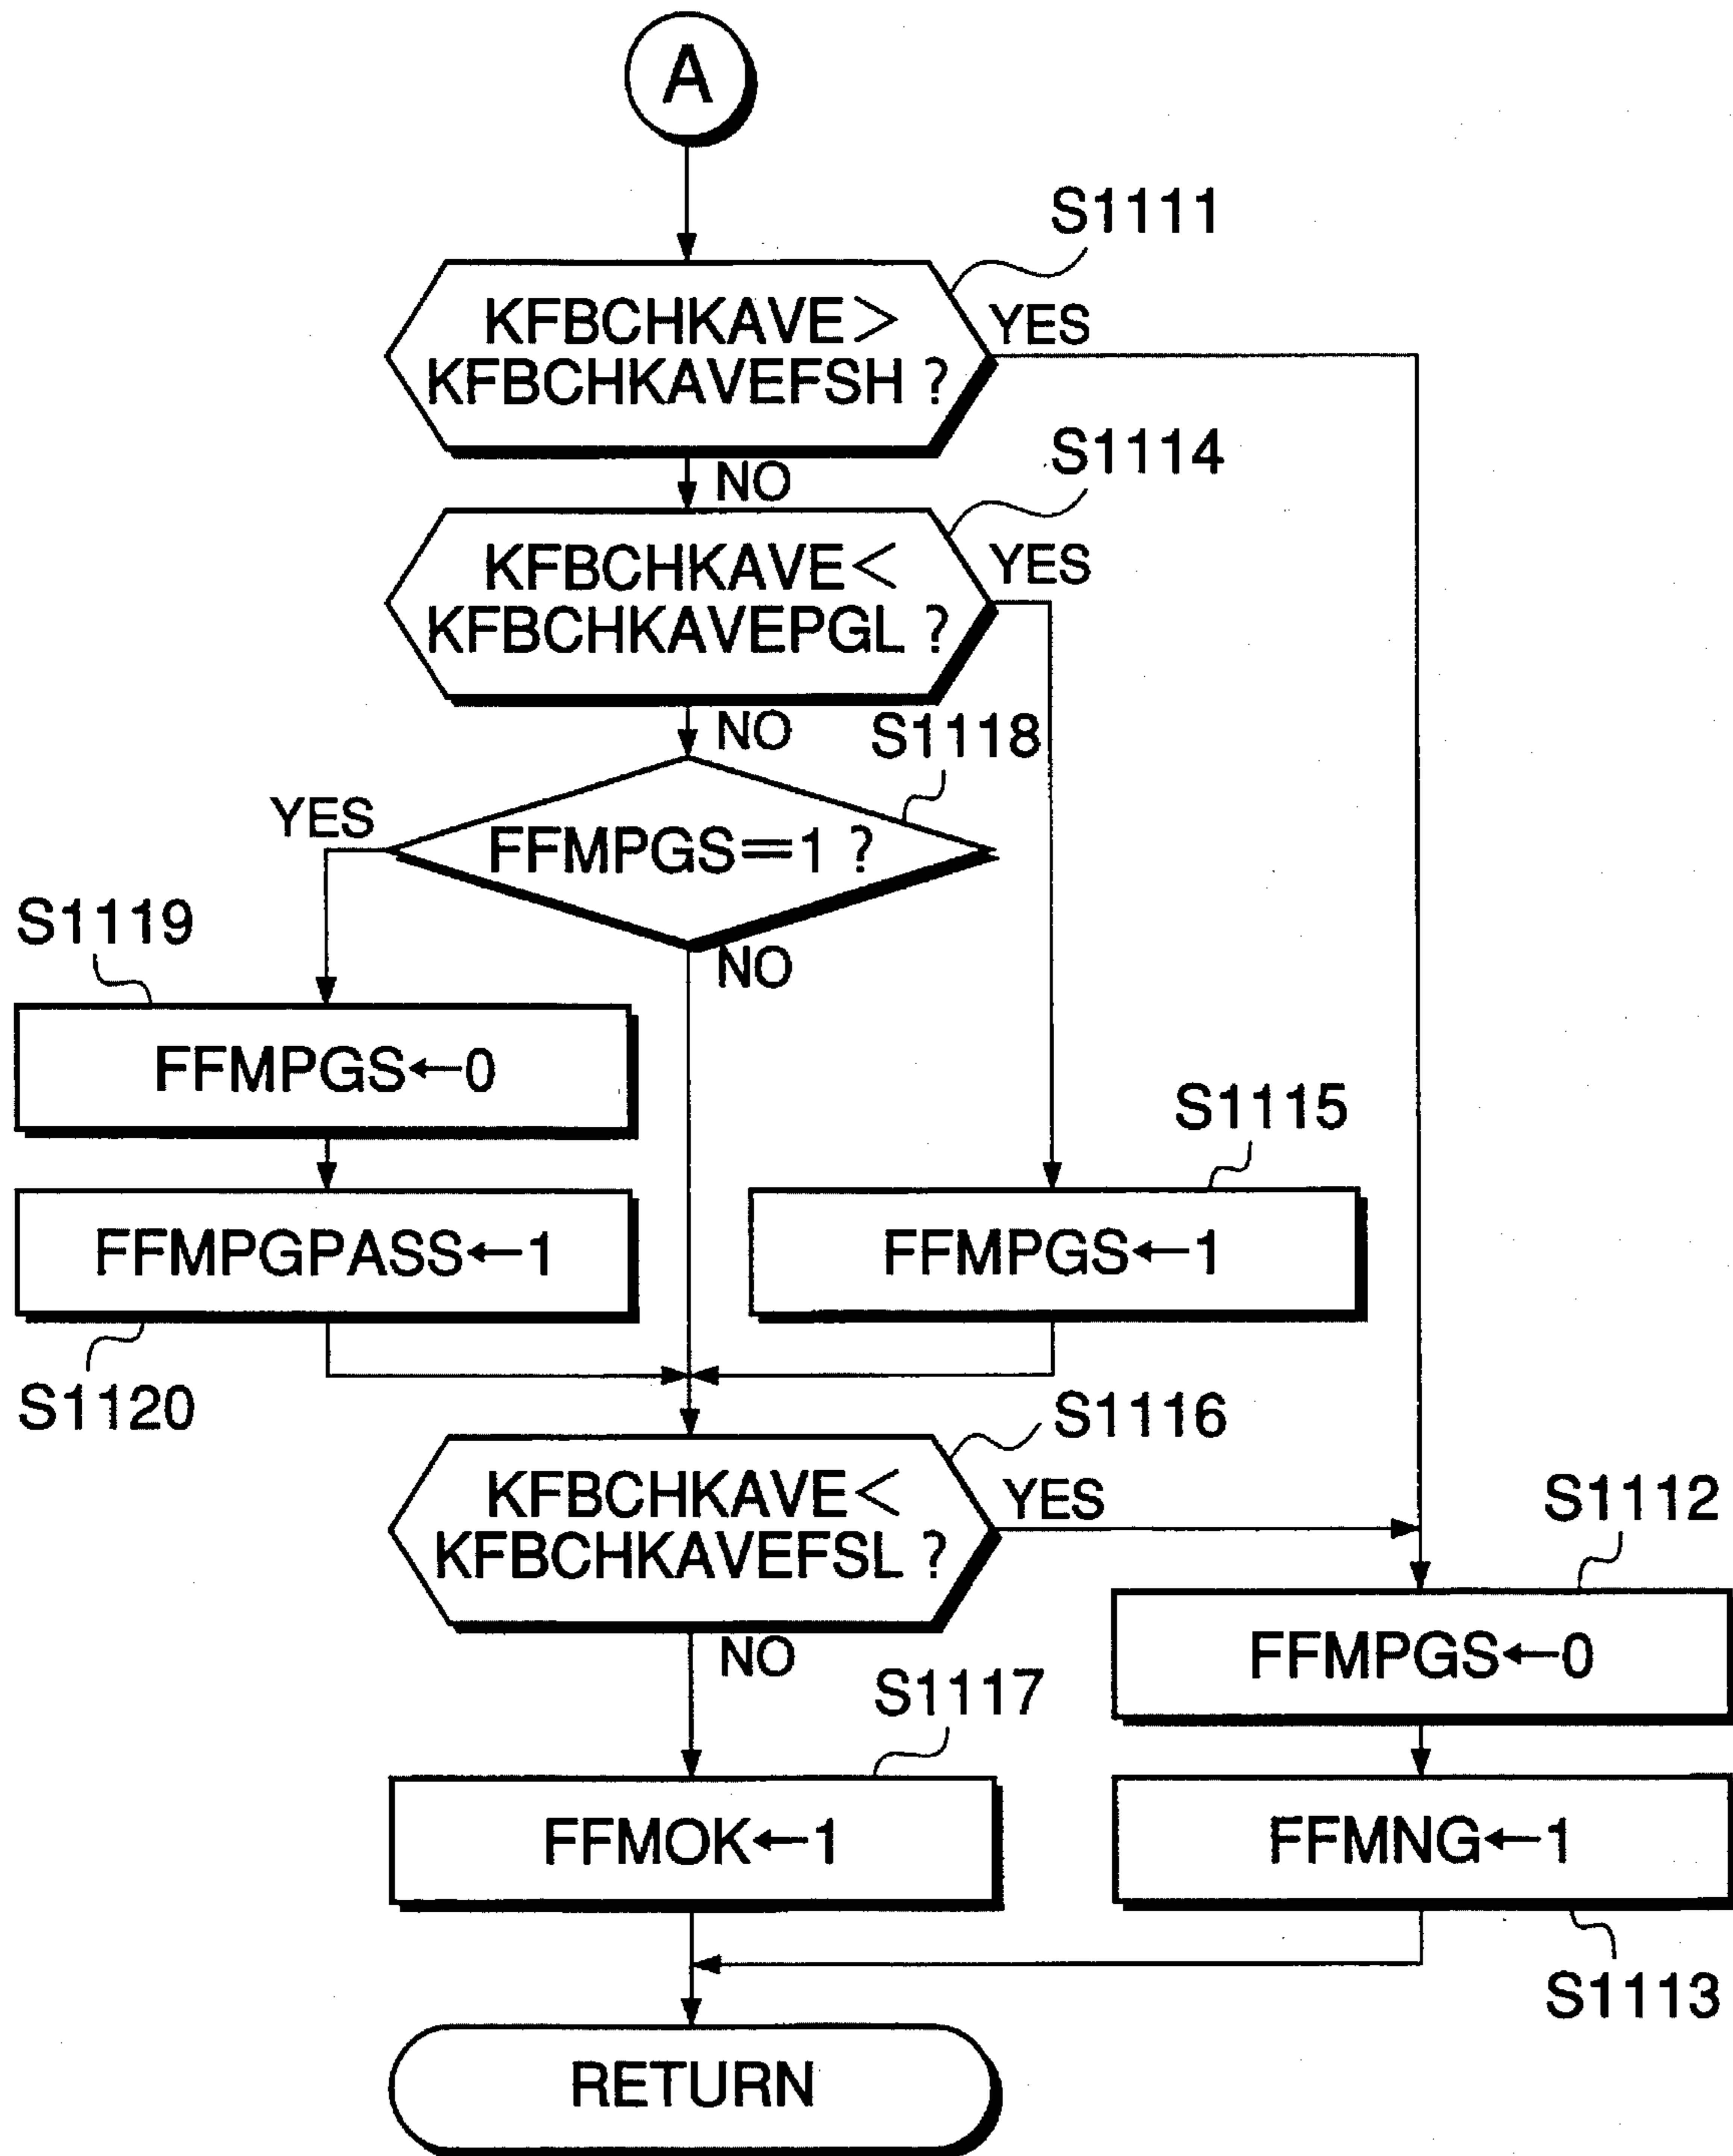 A
S1111
KFBCHKAVE>
KFBCHKAVEFSH ?
YES
NO
S1114
KFBCHKAVE<
KFBCHKAVEPGL ?
YES
NO
S1118
FFMPGS=1 ?
YES
NO
S1119
FFMPGS←0
FFMPGPASS←1
S1120
S1115
FFMPGS←1
S1116
KFBCHKAVE<
KFBCHKAVEFSL ?
YES
NO
S1112
FFMPGS←0
S1117
FFMOK←1
FFMNG←1
S1113
RETURN